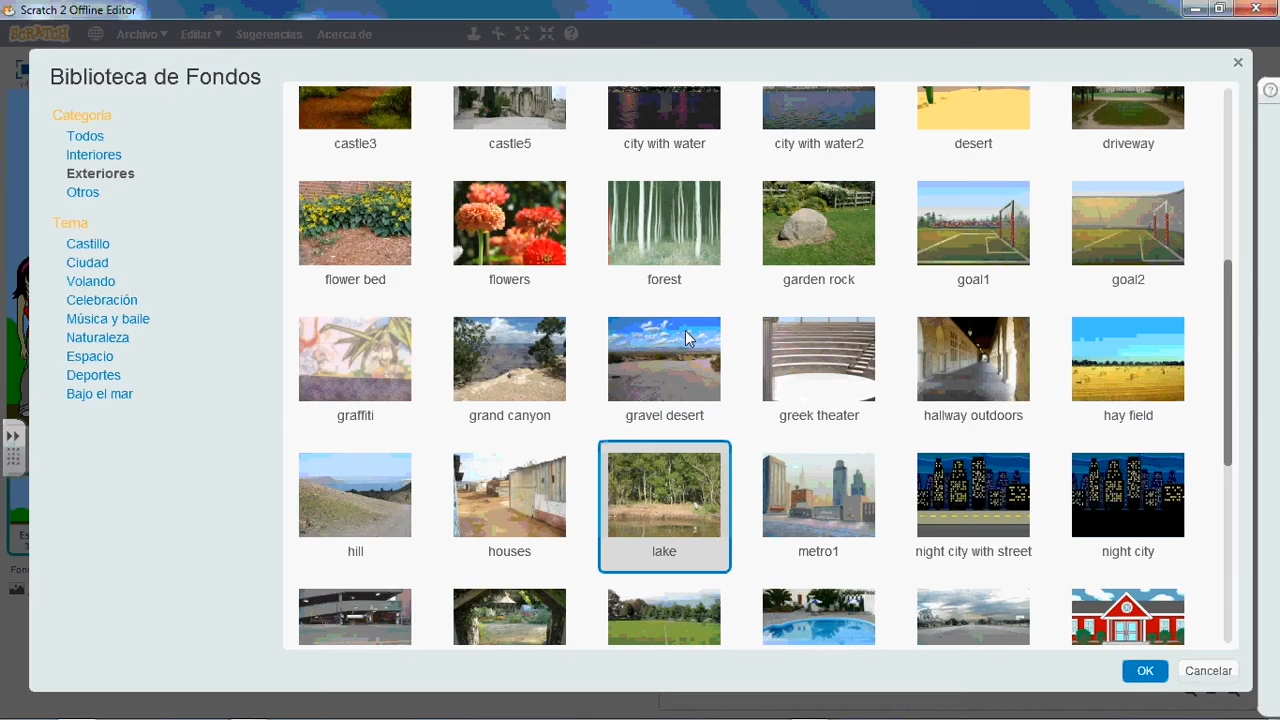 Scratch 2 Offline Editor
SCRATCH
Archivo
Editar
Sugerencias
Acerca de
Biblioteca de Fondos
Categoría
Todos
Interiores
Exteriores
Otros
Tema
Castillo
Ciudad
Volando
Celebración
Música y baile
Naturaleza
Espacio
Deportes
Bajo el mar
castle3
castle5
city with water
city with water2
desert
driveway
flower bed
flowers
forest
garden rock
goal1
goal2
graffiti
grand canyon
gravel desert
greek theater
hallway outdoors
hay field
hill
houses
lake
metro1
night city with street
night city
OK
Cancelar